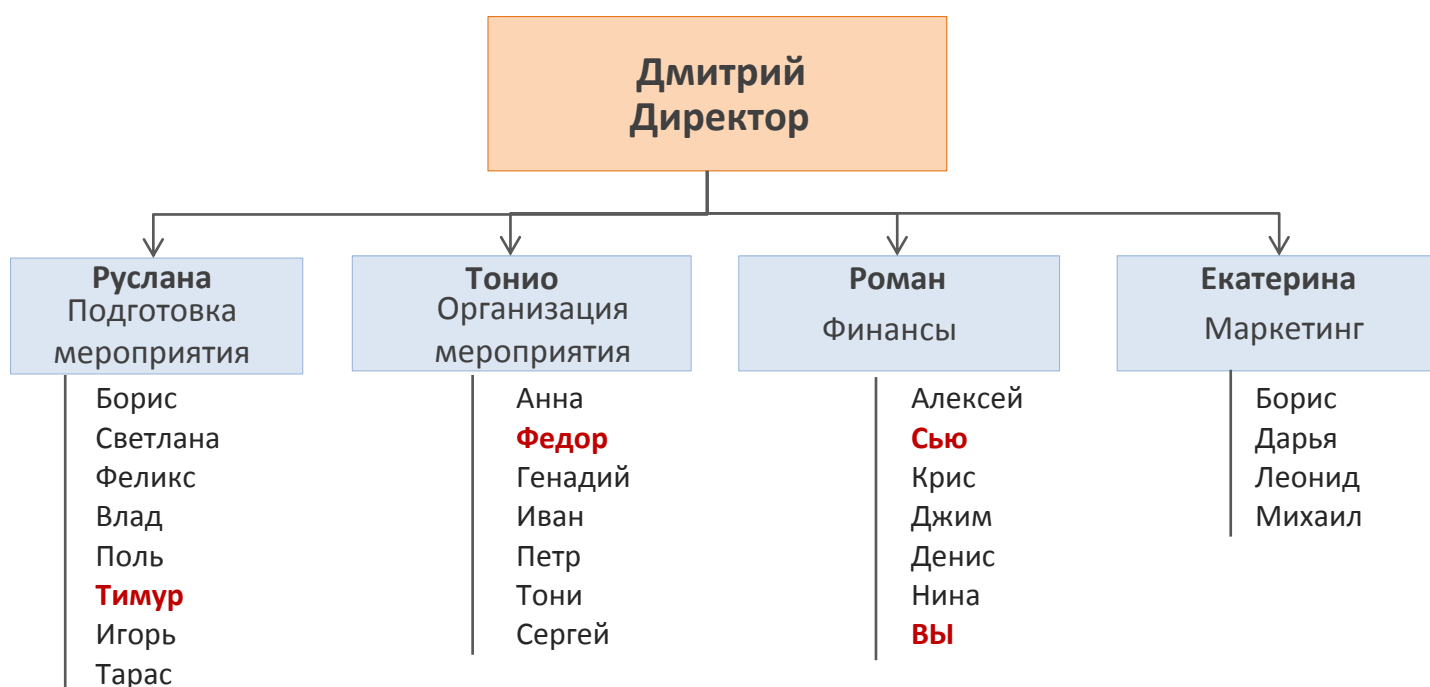 Дмитрий
Директор
Руслана
Подготовка
мероприятия
Борис
Светлана
Феликс
Влад
Поль
Тимур
Игорь
Тарас
Тонио
Организация
мероприятия
Анна
Федор
Генадий
Иван
Петр
Тони
Сергей
Роман
Финансы
Алексей
Сью
Крис
Джим
Денис
Нина
ВЫ
Екатерина
Маркетинг
Борис
Дарья
Леонид
Михаил